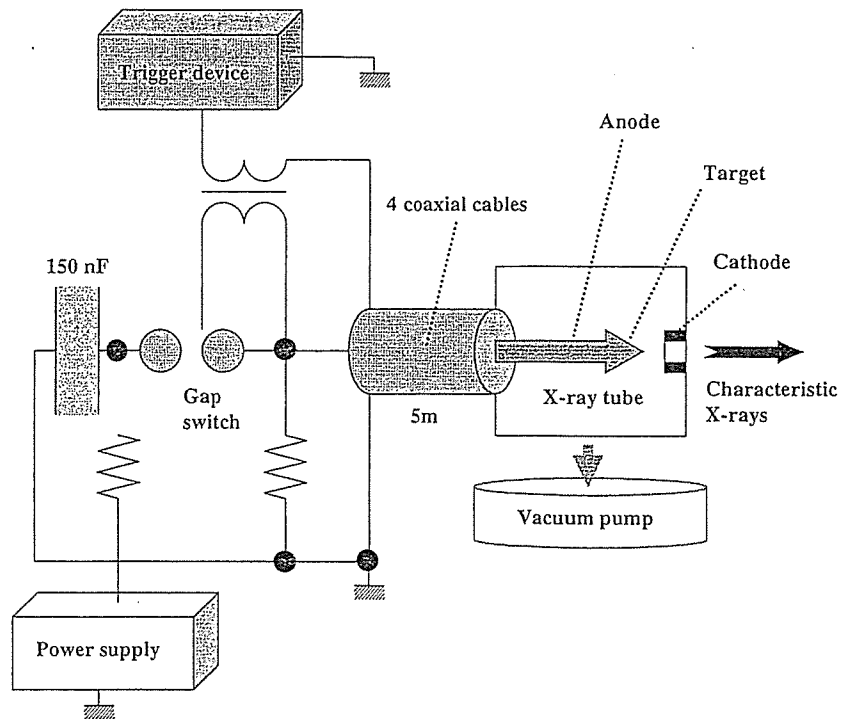 Trigger device
Anode
Target
4 coaxial cables
150 nF
Cathode
Gap
switch
5m
X-ray tube
Characteristic
X-rays
Vacuum pump
Power supply